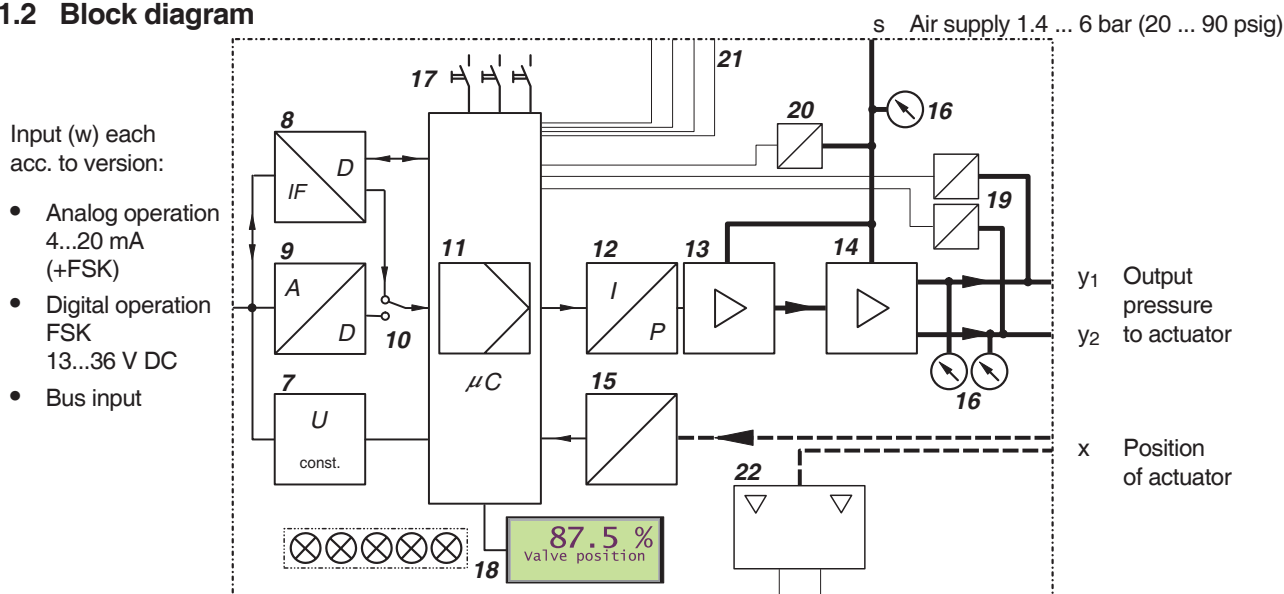 1.2 Block diagram
s Air supply 1.4 ... 6 bar (20 ... 90 psig)
17
21
20
16
Input (w) each
acc. to version:
8
D
IF
• Analog operation
4...20 mA
(+FSK)
• Digital operation
FSK
13...36 V DC
• Bus input
19
9
A
D
10
11
12
I
P
13
14
y1 Output
pressure
y2 to actuator
16
µC
7
U
const.
15
x Position
of actuator
22
87.5 %
Valve position
18